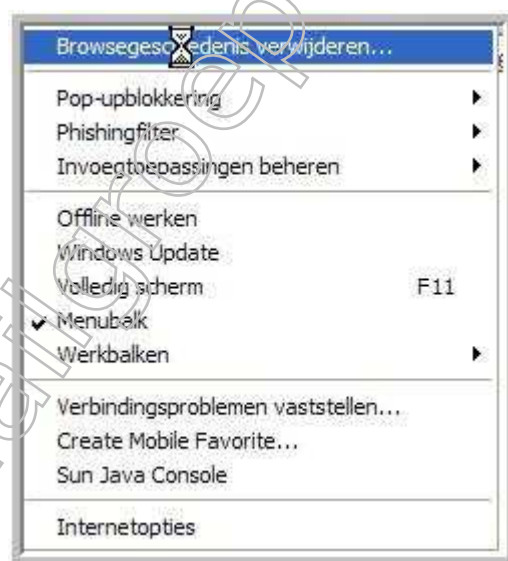 Browsegeschiedenis verwijderen...
Pop-upblokkering
Phishingfilter
Invoegtoepassingen beheren
Offline werken
Windows Update
Volledig scherm F11
Menubalk
Werkbalken
Verbindingsproblemen vaststellen...
Create Mobile Favorite...
Sun Java Console
Internetopties